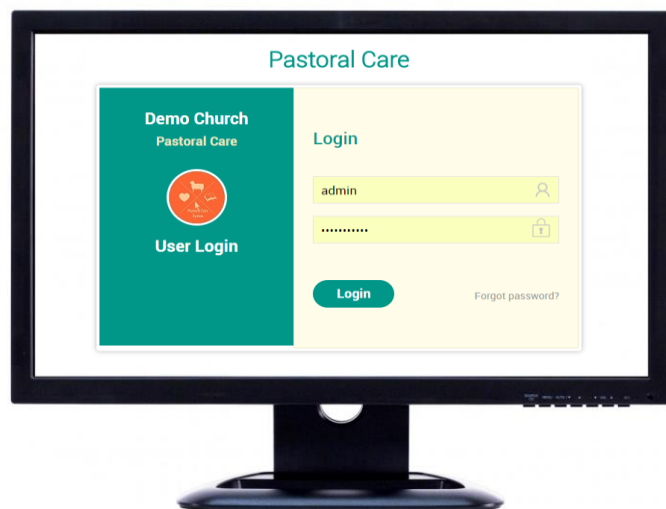 Pastoral Care
Demo Church
Pastoral Care
User Login
Login
admin
•••••••••••
Login
Forgot password?